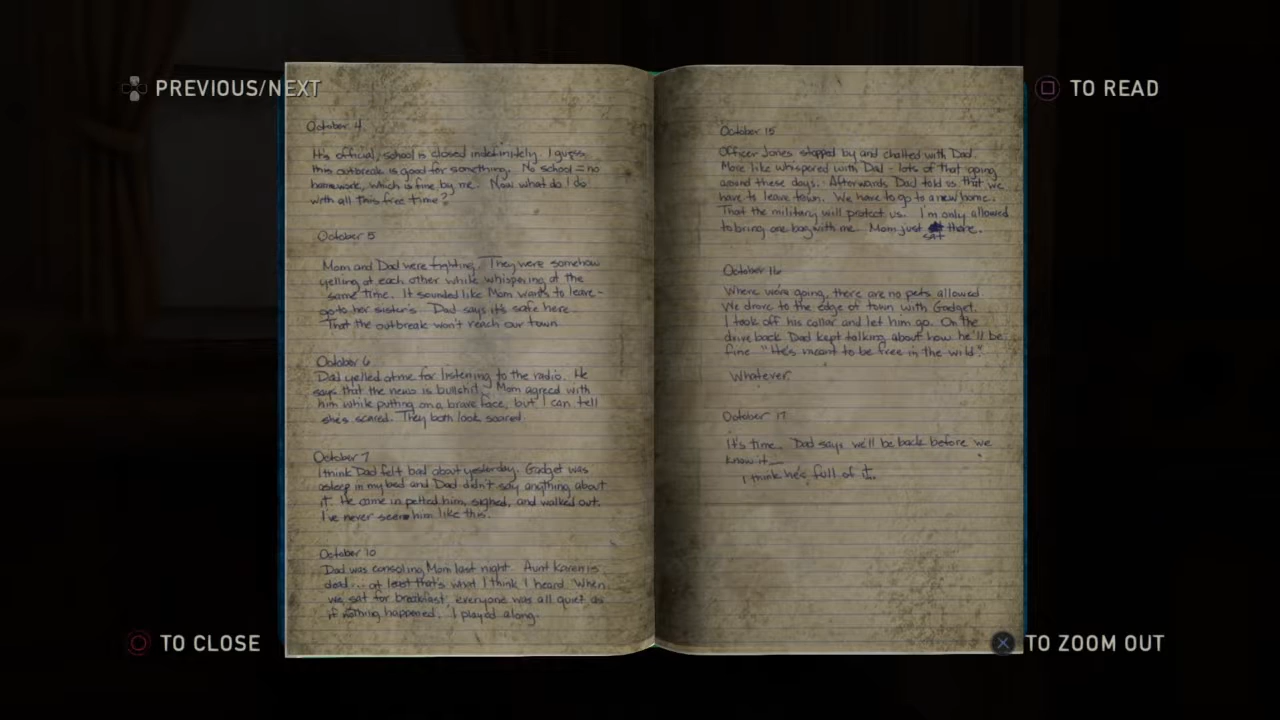 PREVIOUS/NEXT
TO READ
October 4
It's official, school is closed indefinitely. I guess
this outbreak is good for something. No school = no
homework, which is fine by me. Now what do I do
with all this free time?
October 5
Mom and Dad were fighting. They were somehow
yelling at each other while whispering at the
same time. It sounded like Mom wants to leave -
go to her sister's. Dad says it's safe here.
That the outbreak won't reach our town.
October 6
Dad yelled at me for listening to the radio. He
says that the news is bullshit. Mom agreed with
him while putting on a brave face, but I can tell
she's scared. They both look scared.
October 7
I think Dad felt bad about yesterday. Gadget was
asleep in my bed and Dad didn't say anything about
it. He came in petted him, sighed, and walked out.
I've never seen him like this.
October 10
Dad was consoling Mom last night. Aunt Karen is
dead... at least that's what I think I heard. When
we sat for breakfast, everyone was all quiet as
if nothing happened. I played along.
October 15
Officer Jones stopped by and chatted with Dad.
More like whispered with Dad - lots of that going
around these days. Afterwards Dad told us that we
have to leave town. We have to go to a new home.
That the military will protect us. I'm only allowed
to bring one bag with me. Mom just sat there.
October 16
Where we're going, there are no pets allowed.
We drove to the edge of town with Gadget.
I took off his collar and let him go. On the
drive back Dad kept talking about how he'll be
fine. "He's meant to be free in the wild".
Whatever.
October 17
It's time. Dad says we'll be back before we
know it
I think he's full of it.
TO CLOSE
TO ZOOM OUT